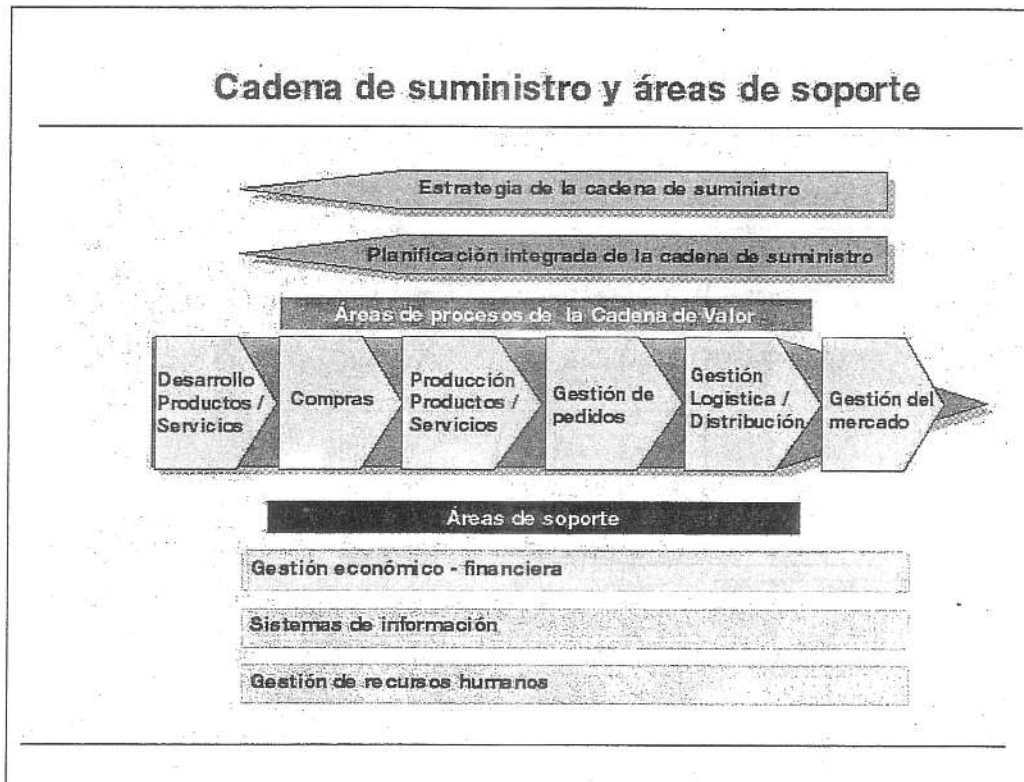 Cadena de suministro y áreas de soporte
Estrategia de la cadena de suministro
Planificación integrada de la cadena de suministro
Áreas de procesos de la Cadena de Valor
Desarrollo
Productos /
Servicios
Compras
Producción
Productos /
Servicios
Gestión de
pedidos
Gestión
Logística /
Distribución
Gestión del
mercado
Áreas de soporte
Gestión económico - financiera
Sistemas de información
Gestión de recursos humanos